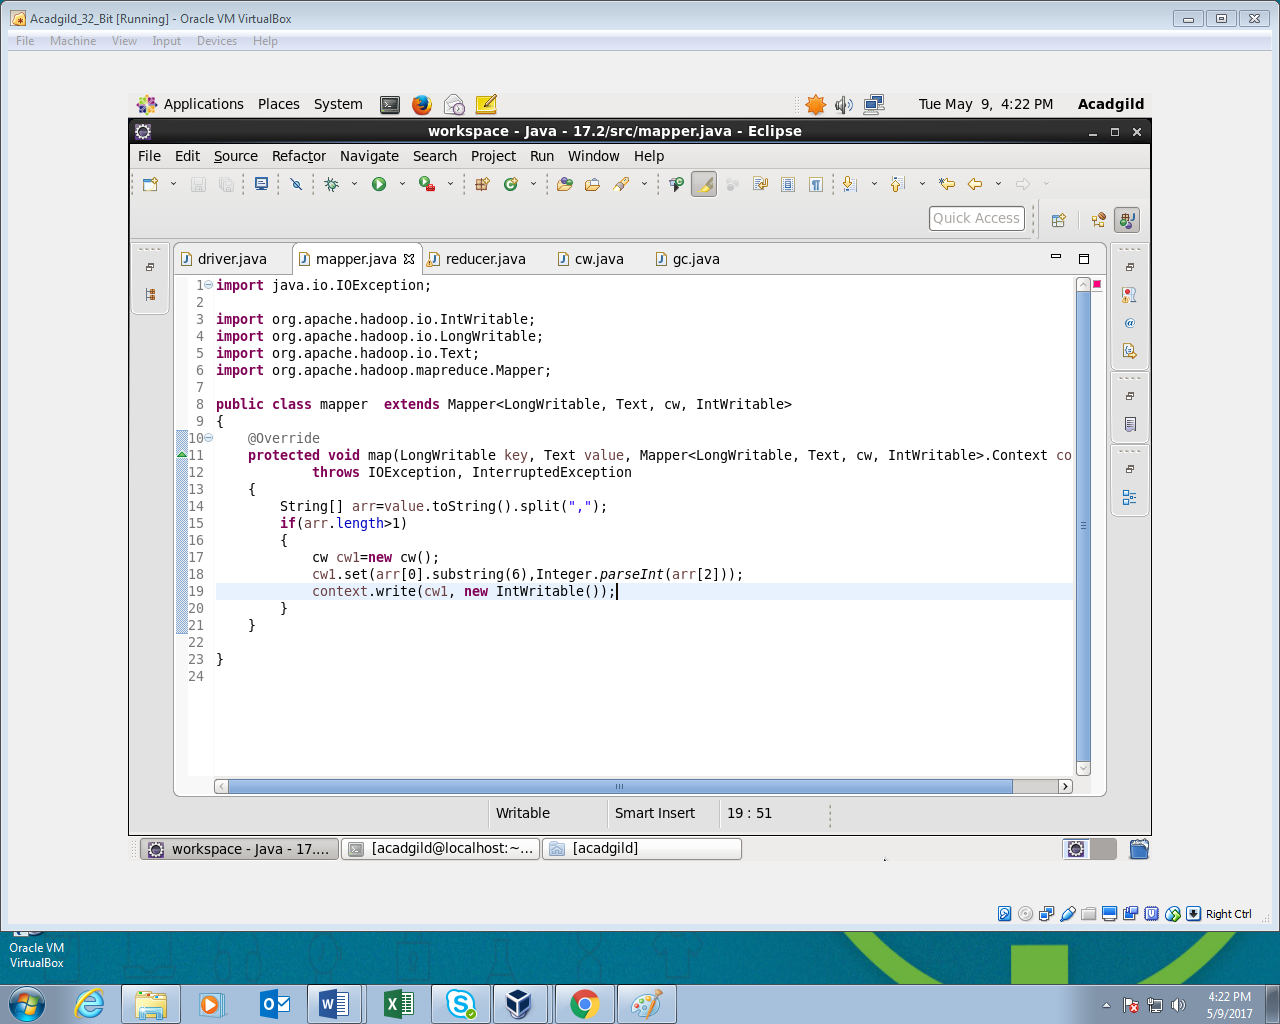 Acadgild_32_Bit [Running] - Oracle VM VirtualBox
File Machine View Input Devices Help
Applications Places System Tue May 9, 4:22 PM Acadgild
workspace - Java - 17.2/src/mapper.java - Eclipse
File Edit Source Refactor Navigate Search Project Run Window Help
Quick Access
driver.java mapper.java reducer.java cw.java gc.java
1 import java.io.IOException;
2
3 import org.apache.hadoop.io.IntWritable;
4 import org.apache.hadoop.io.LongWritable;
5 import org.apache.hadoop.io.Text;
6 import org.apache.hadoop.mapreduce.Mapper;
7
8 public class mapper  extends Mapper<LongWritable, Text, cw, IntWritable>
9 {
10     @Override
11     protected void map(LongWritable key, Text value, Mapper<LongWritable, Text, cw, IntWritable>.Context co
12             throws IOException, InterruptedException
13     {
14         String[] arr=value.toString().split(",");
15         if(arr.length>1)
16         {
17             cw cw1=new cw();
18             cw1.set(arr[0].substring(6),Integer.parseInt(arr[2]));
19             context.write(cw1, new IntWritable());
20         }
21     }
22
23 }
24
Writable Smart Insert 19 : 51
workspace - Java - 17.... [acadgild@localhost:~... [acadgild]
Right Ctrl
Oracle VM
VirtualBox
4:22 PM
5/9/2017